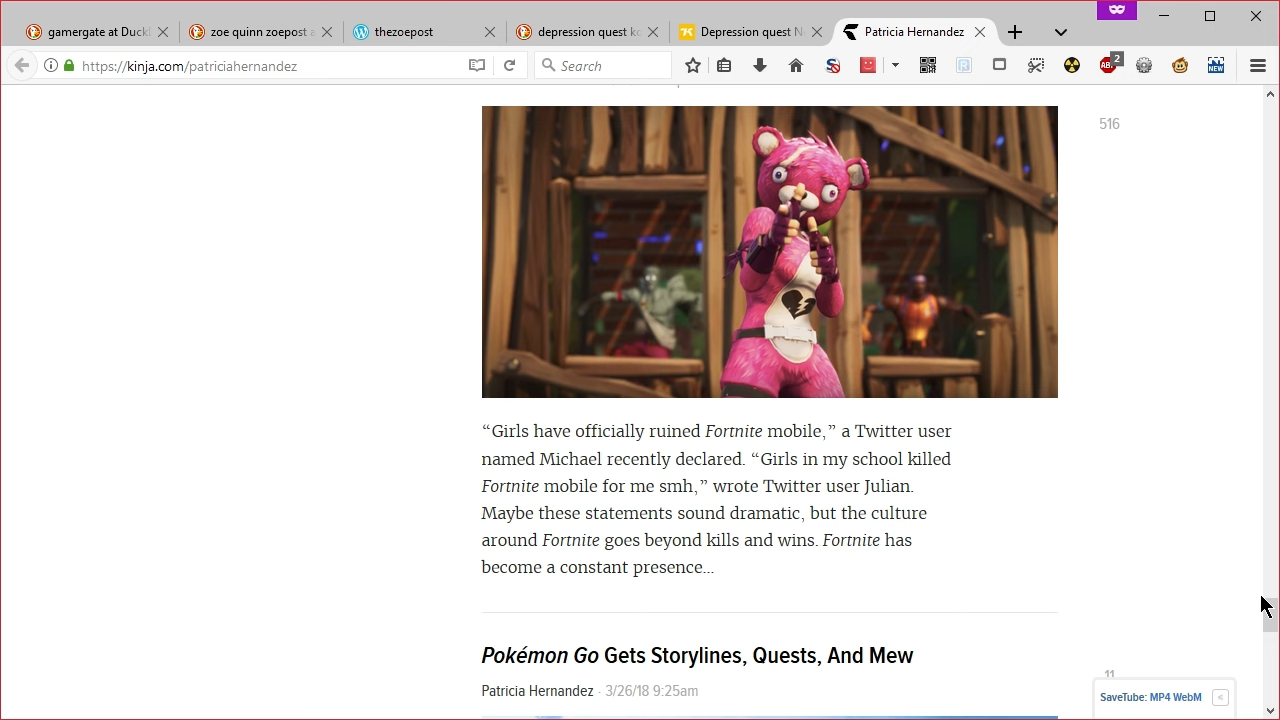 gamergate at Duck
zoe quinn zoepost a
thezoepost
depression quest ko
Depression quest N
Patricia Hernandez
https://kinja.com/patriciahernandez
Search
2
NEW
516
“Girls have officially ruined Fortnite mobile,” a Twitter user
named Michael recently declared. “Girls in my school killed
Fortnite mobile for me smh,” wrote Twitter user Julian.
Maybe these statements sound dramatic, but the culture
around Fortnite goes beyond kills and wins. Fortnite has
become a constant presence...
Pokémon Go Gets Storylines, Quests, And Mew
Patricia Hernandez · 3/26/18 9:25am
11
SaveTube: MP4 WebM